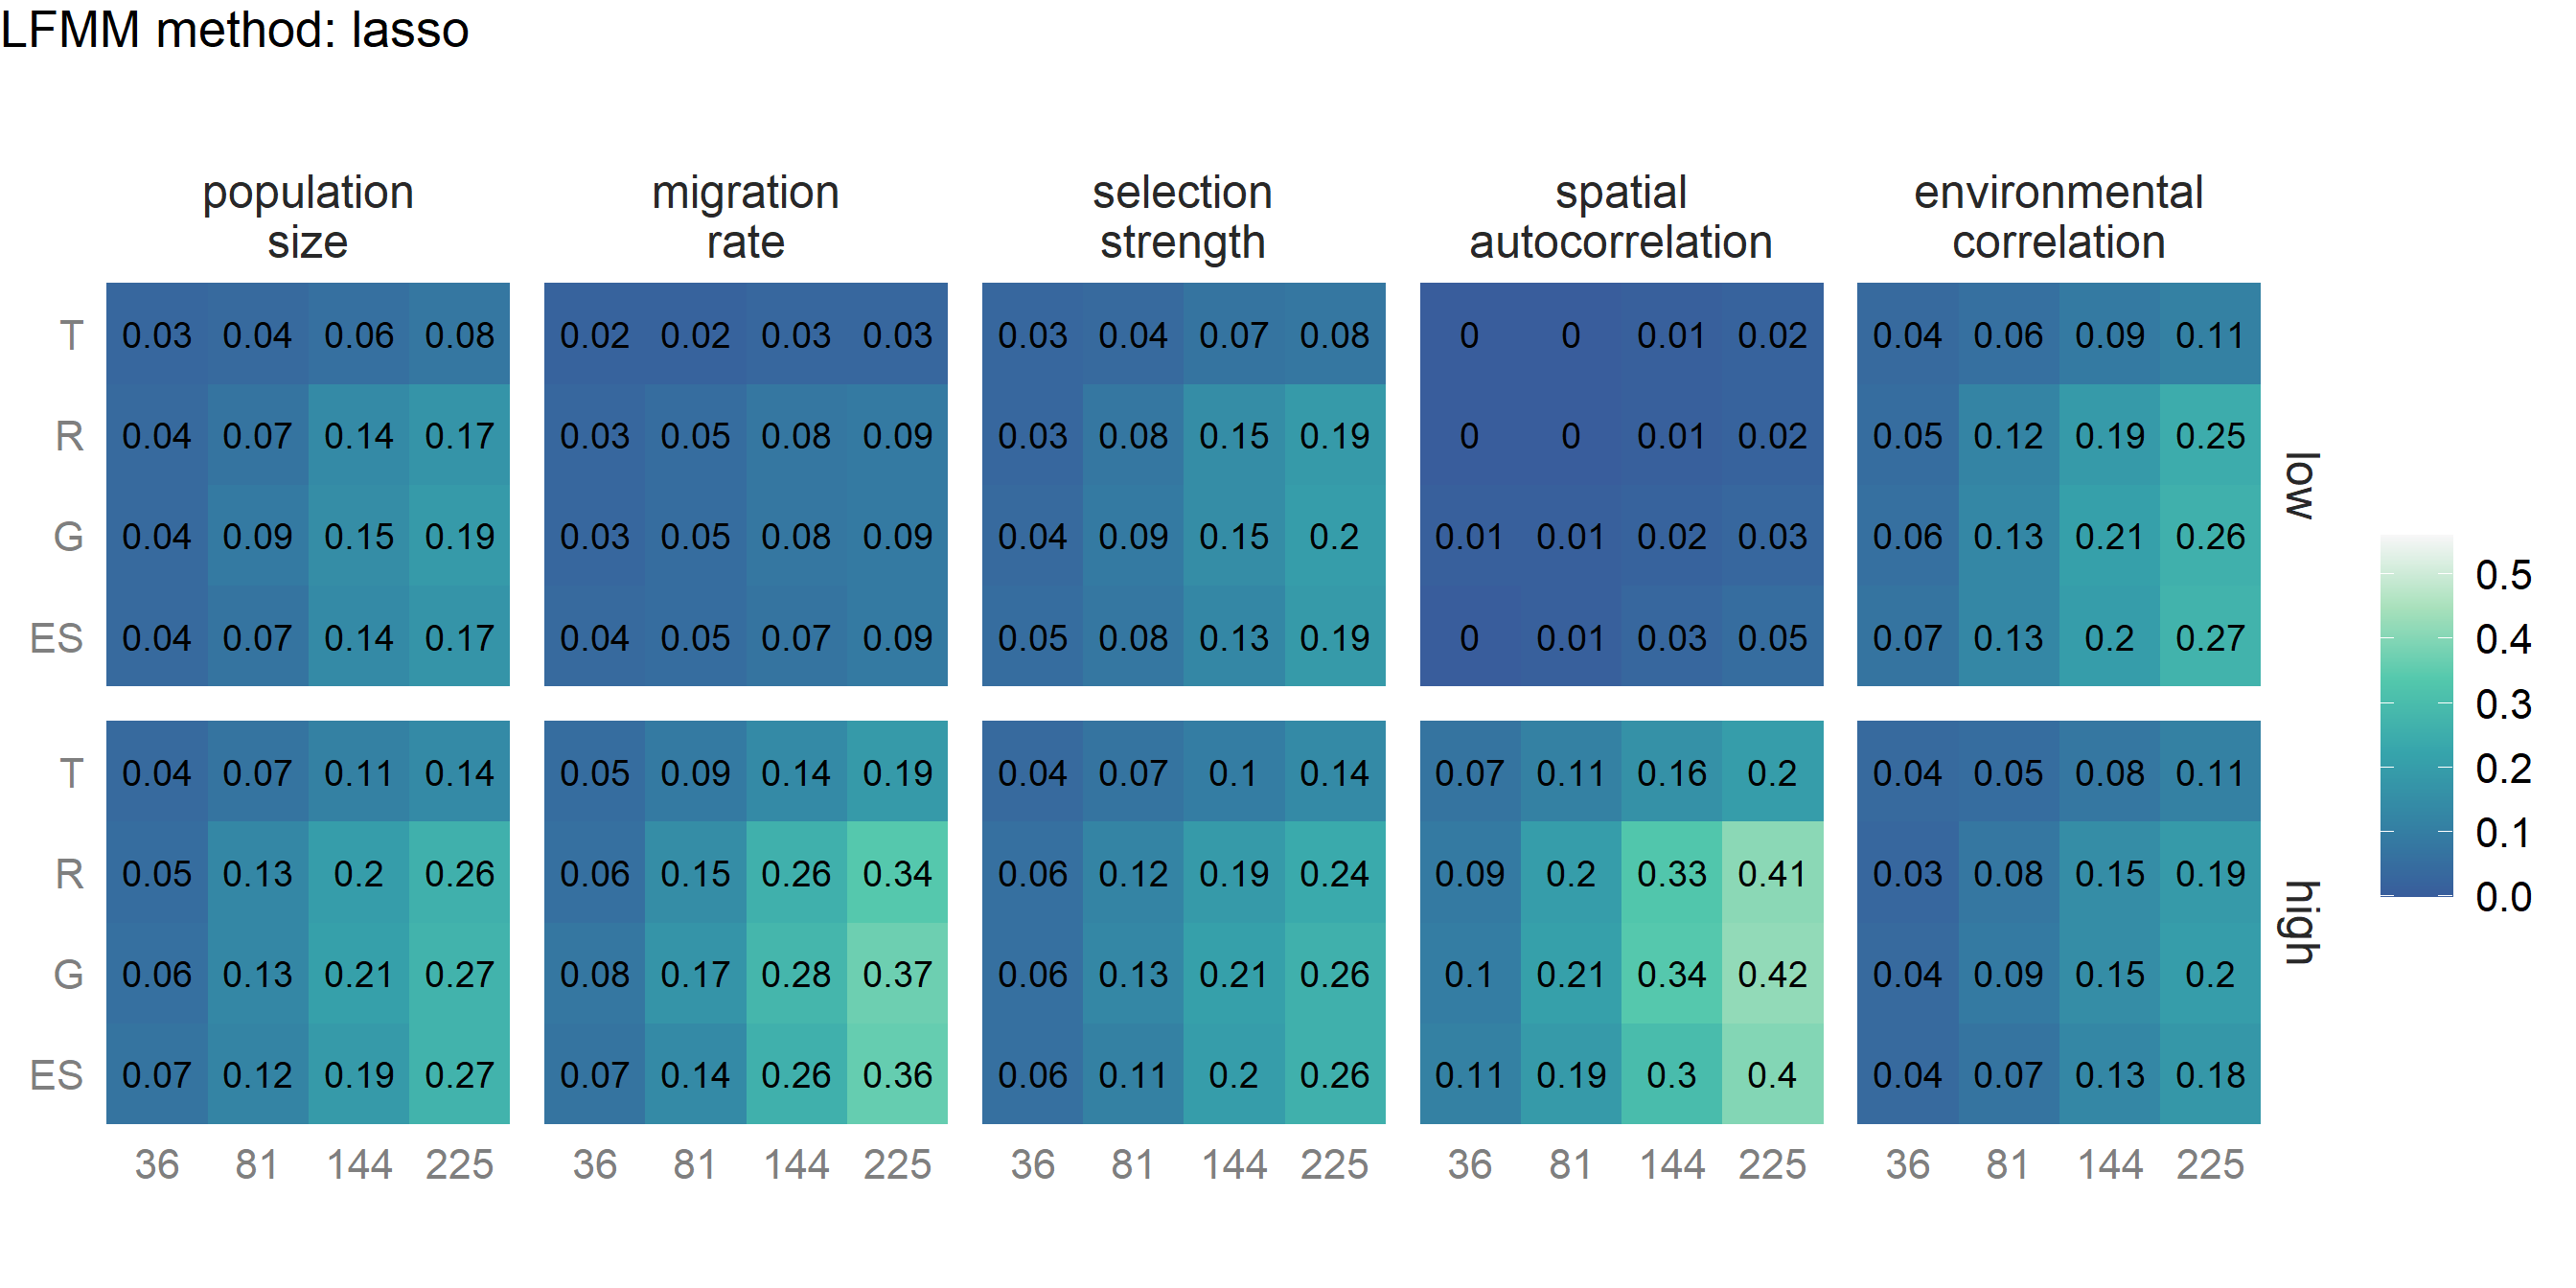 LFMM method: lasso
population size
migration rate
selection strength
spatial autocorrelation
environmental correlation
T 0.03 0.04 0.06 0.08 0.02 0.02 0.03 0.03 0.03 0.04 0.07 0.08 0 0 0.01 0.02 0.04 0.06 0.09 0.11
R 0.04 0.07 0.14 0.17 0.03 0.05 0.08 0.09 0.03 0.08 0.15 0.19 0 0 0.01 0.02 0.05 0.12 0.19 0.25
G 0.04 0.09 0.15 0.19 0.03 0.05 0.08 0.09 0.04 0.09 0.15 0.2 0.01 0.01 0.02 0.03 0.06 0.13 0.21 0.26
ES 0.04 0.07 0.14 0.17 0.04 0.05 0.07 0.09 0.05 0.08 0.13 0.19 0 0.01 0.03 0.05 0.07 0.13 0.2 0.27
low
T 0.04 0.07 0.11 0.14 0.05 0.09 0.14 0.19 0.04 0.07 0.1 0.14 0.07 0.11 0.16 0.2 0.04 0.05 0.08 0.11
R 0.05 0.13 0.2 0.26 0.06 0.15 0.26 0.34 0.06 0.12 0.19 0.24 0.09 0.2 0.33 0.41 0.03 0.08 0.15 0.19
G 0.06 0.13 0.21 0.27 0.08 0.17 0.28 0.37 0.06 0.13 0.21 0.26 0.1 0.21 0.34 0.42 0.04 0.09 0.15 0.2
ES 0.07 0.12 0.19 0.27 0.07 0.14 0.26 0.36 0.06 0.11 0.2 0.26 0.11 0.19 0.3 0.4 0.04 0.07 0.13 0.18
high
36 81 144 225 36 81 144 225 36 81 144 225 36 81 144 225 36 81 144 225
0.5
0.4
0.3
0.2
0.1
0.0